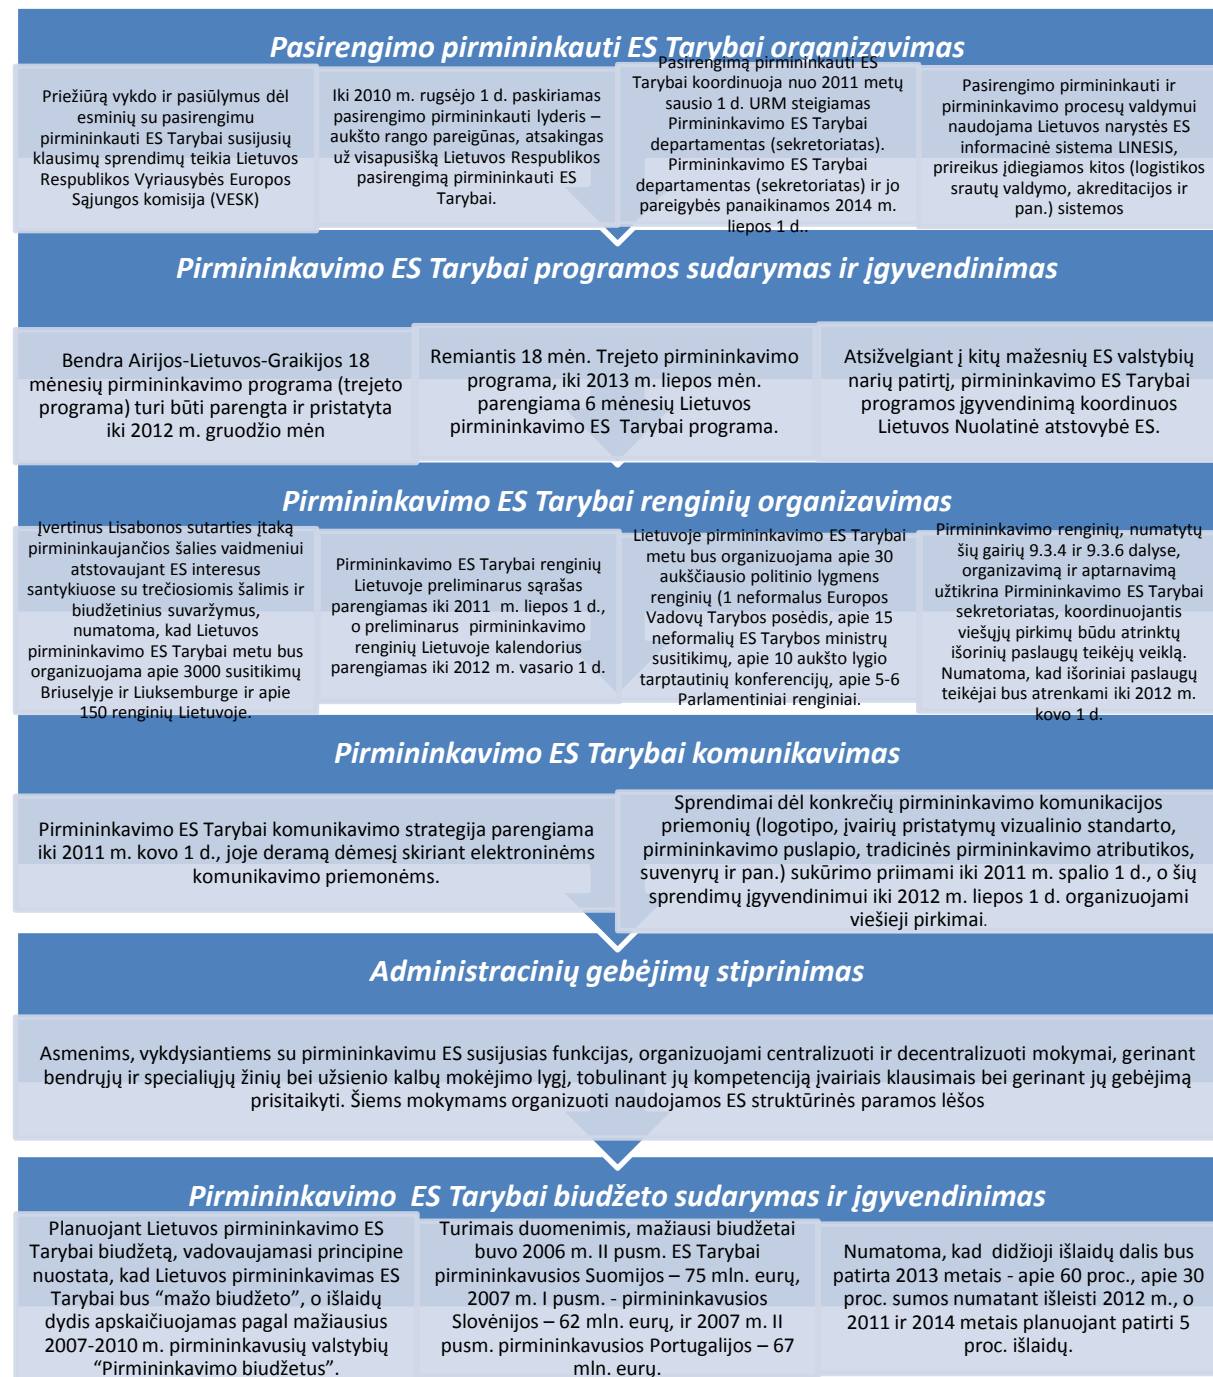 Pasirengimo pirmininkauti ES Tarybai organizavimas
Priežiūrą vykdo ir pasiūlymus dėl
esminių su pasirengimu
pirmininkauti ES Tarybai susijusių
klausimų sprendimų teikia Lietuvos
Respublikos Vyriausybės Europos
Sąjungos komisija (VESK)
Iki 2010 m. rugsėjo 1 d. paskiriamas
pasirengimo pirmininkauti lyderis –
aukšto rango pareigūnas, atsakingas
už visapusišką Lietuvos Respublikos
pasirengimą pirmininkauti ES
Tarybai.
Pasirengimą pirmininkauti ES
Tarybai koordinuoja nuo 2011 metų
sausio 1 d. URM steigiamas
Pirmininkavimo ES Tarybai
departamentas (sekretoriatas).
Pirmininkavimo ES Tarybai
departamentas (sekretoriatas) ir jo
pareigybės panaikinamos 2014 m.
liepos 1 d..
Pasirengimo pirmininkauti ir
pirmininkavimo procesų valdymui
naudojama Lietuvos narystės ES
informacinė sistema LINESIS,
prireikus įdiegiamos kitos (logistikos
srautų valdymo, akreditacijos ir
pan.) sistemos
Pirmininkavimo ES Tarybai programos sudarymas ir įgyvendinimas
Bendra Airijos-Lietuvos-Graikijos 18
mėnesių pirmininkavimo programa (trejeto
programa) turi būti parengta ir pristatyta
iki 2012 m. gruodžio mėn
Remiantis 18 mėn. Trejeto pirmininkavimo
programa, iki 2013 m. liepos mėn.
parengiama 6 mėnesių Lietuvos
pirmininkavimo ES Tarybai programa.
Atsižvelgiant į kitų mažesnių ES valstybių
narių patirtį, pirmininkavimo ES Tarybai
programos įgyvendinimą koordinuos
Lietuvos Nuolatinė atstovybė ES.
Pirmininkavimo ES Tarybai renginių organizavimas
Įvertinus Lisabonos sutarties įtaką
pirmininkaujančios šalies vaidmeniui
atstovaujant ES interesus
santykiuose su trečiosiomis šalimis ir
biudžetinius suvaržymus,
numatoma, kad Lietuvos
pirmininkavimo ES Tarybai metu bus
organizuojama apie 3000 susitikimų
Briuselyje ir Liuksemburge ir apie
150 renginių Lietuvoje.
Pirmininkavimo ES Tarybai renginių
Lietuvoje preliminarus sąrašas
parengiamas iki 2011 m. liepos 1 d.,
o preliminarus pirmininkavimo
renginių Lietuvoje kalendorius
parengiamas iki 2012 m. vasario 1 d.
Lietuvoje pirmininkavimo ES Tarybai
metu bus organizuojama apie 30
aukščiausio politinio lygmens
renginių (1 neformalus Europos
Vadovų Tarybos posėdis, apie 15
neformalių ES Tarybos ministrų
susitikimų, apie 10 aukšto lygio
tarptautinių konferencijų, apie 5-6
Parlamentiniai renginiai.
Pirmininkavimo renginių, numatytų
šių gairių 9.3.4 ir 9.3.6 dalyse,
organizavimą ir aptarnavimą
užtikrina Pirmininkavimo ES Tarybai
sekretoriatas, koordinuojantis
viešųjų pirkimų būdu atrinktų
išorinių paslaugų teikėjų veiklą.
Numatoma, kad išoriniai paslaugų
teikėjai bus atrenkami iki 2012 m.
kovo 1 d.
Pirmininkavimo ES Tarybai komunikavimas
Pirmininkavimo ES Tarybai komunikavimo strategija parengiama
iki 2011 m. kovo 1 d., joje deramą dėmesį skiriant elektroninėms
komunikavimo priemonėms.
Sprendimai dėl konkrečių pirmininkavimo komunikacijos
priemonių (logotipo, įvairių pristatymų vizualinio standarto,
pirmininkavimo puslapio, tradicinės pirmininkavimo atributikos,
suvenyrų ir pan.) sukūrimo priimami iki 2011 m. spalio 1 d., o šių
sprendimų įgyvendinimui iki 2012 m. liepos 1 d. organizuojami
viešieji pirkimai.
Administracinių gebėjimų stiprinimas
Asmenims, vykdysiantiems su pirmininkavimu ES susijusias funkcijas, organizuojami centralizuoti ir decentralizuoti mokymai, gerinant
bendrųjų ir specialiųjų žinių bei užsienio kalbų mokėjimo lygį, tobulinant jų kompetenciją įvairiais klausimais bei gerinant jų gebėjimą
prisitaikyti. Šiems mokymams organizuoti naudojamos ES struktūrinės paramos lėšos
Pirmininkavimo ES Tarybai biudžeto sudarymas ir įgyvendinimas
Planuojant Lietuvos pirmininkavimo ES
Tarybai biudžetą, vadovaujamasi principine
nuostata, kad Lietuvos pirmininkavimas ES
Tarybai bus “mažo biudžeto”, o išlaidų
dydis apskaičiuojamas pagal mažiausius
2007-2010 m. pirmininkavusių valstybių
“Pirmininkavimo biudžetus”.
Turimais duomenimis, mažiausi biudžetai
buvo 2006 m. II pusm. ES Tarybai
pirmininkavusios Suomijos – 75 mln. eurų,
2007 m. I pusm. - pirmininkavusios
Slovėnijos – 62 mln. eurų, ir 2007 m. II
pusm. pirmininkavusios Portugalijos – 67
mln. eurų.
Numatoma, kad didžioji išlaidų dalis bus
patirta 2013 metais - apie 60 proc., apie 30
proc. sumos numatant išleisti 2012 m., o
2011 ir 2014 metais planuojant patirti 5
proc. išlaidų.